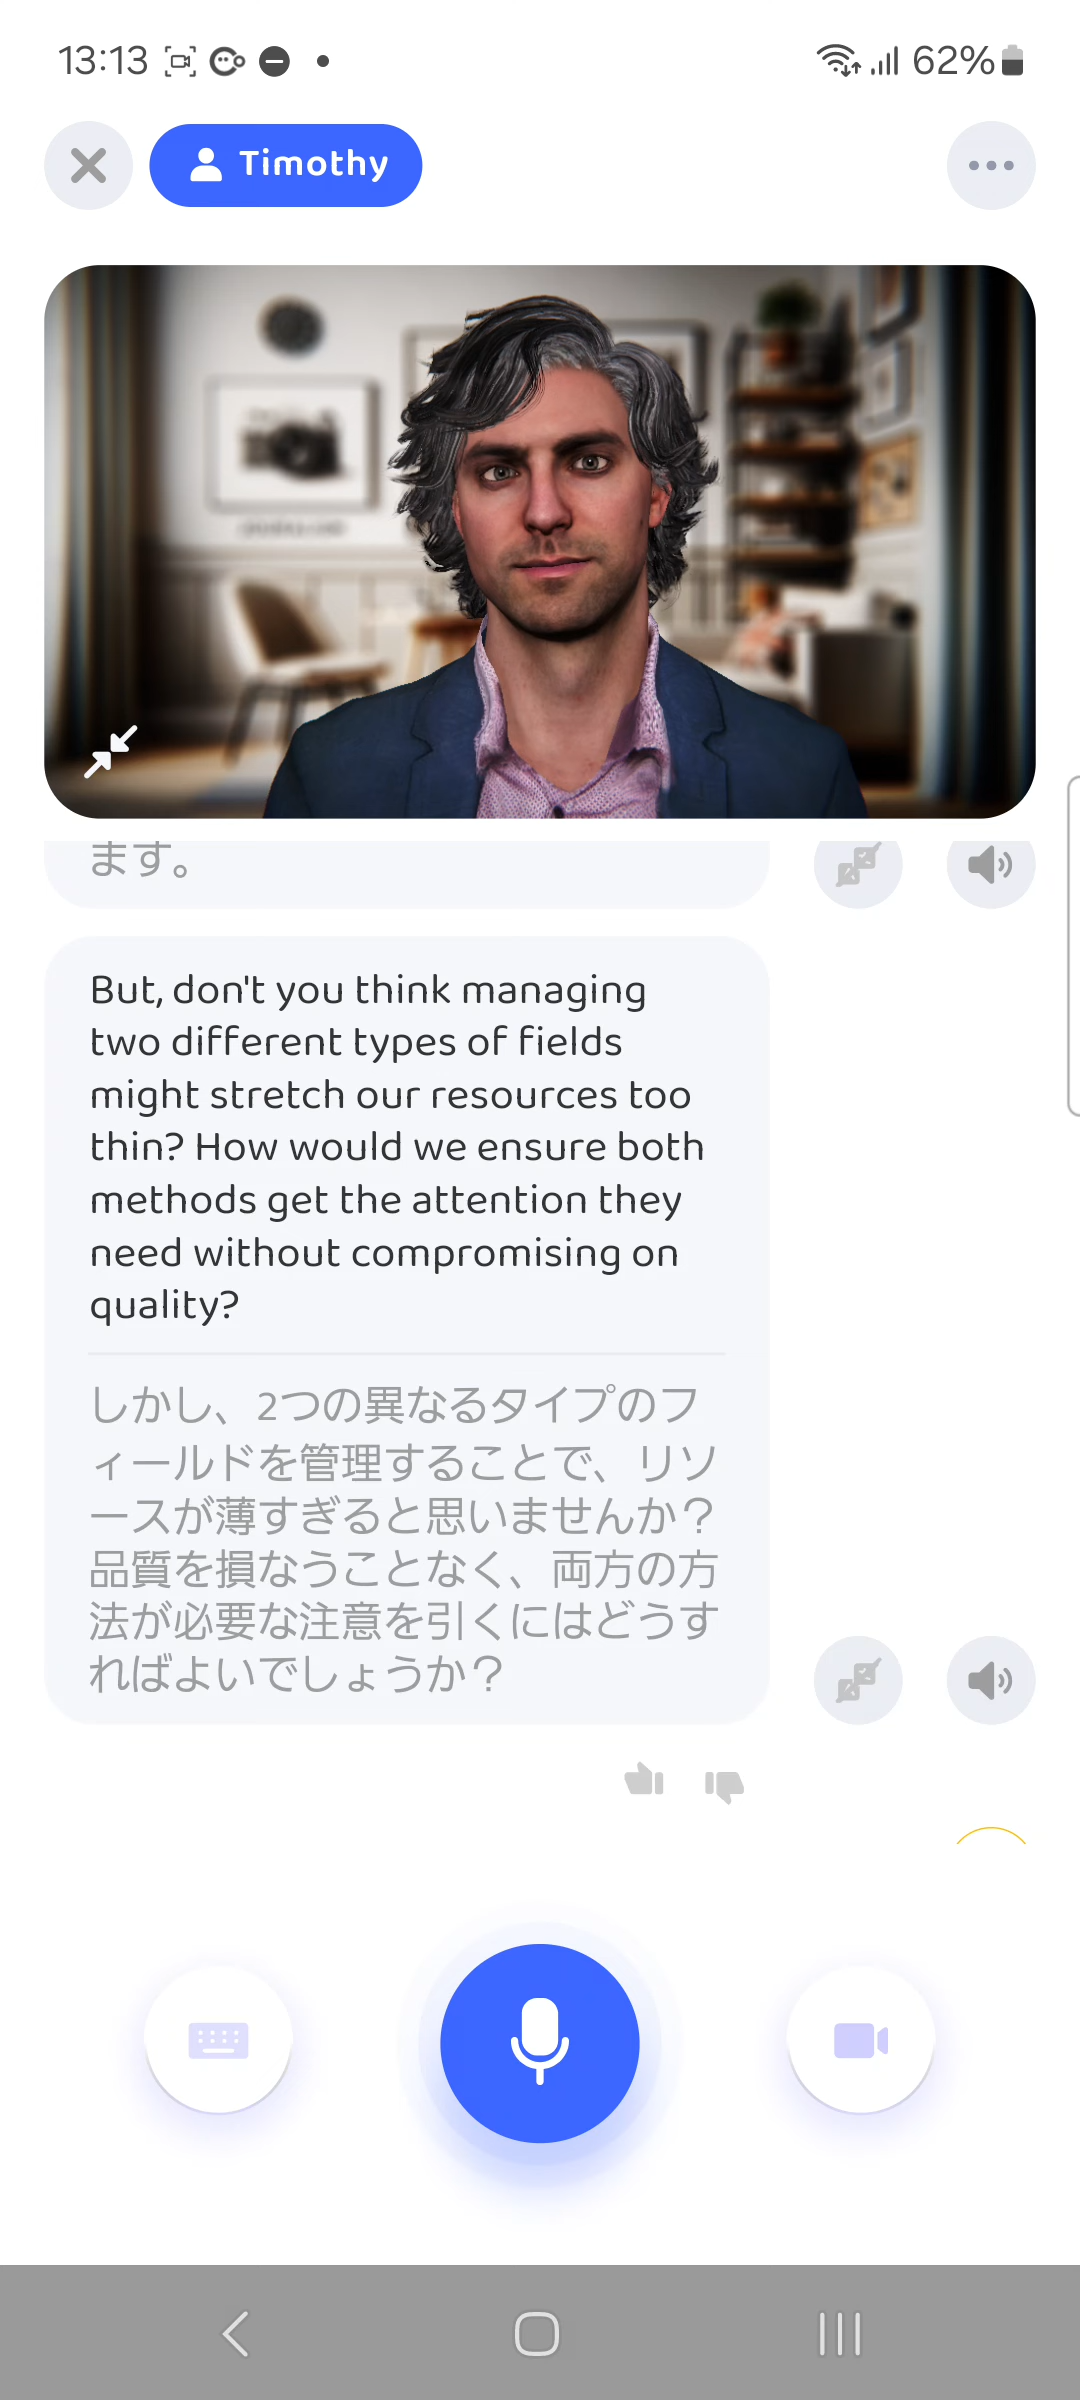 13:13
62%
Timothy
ます。
But, don't you think managing
two different types of fields
might stretch our resources too
thin? How would we ensure both
methods get the attention they
need without compromising on
quality?
しかし、2つの異なるタイプのフ
ィールドを管理することで、リソ
ースが薄すぎると思いませんか？
品質を損なうことなく、両方の方
法が必要な注意を引くにはどうす
ればよいでしょうか？